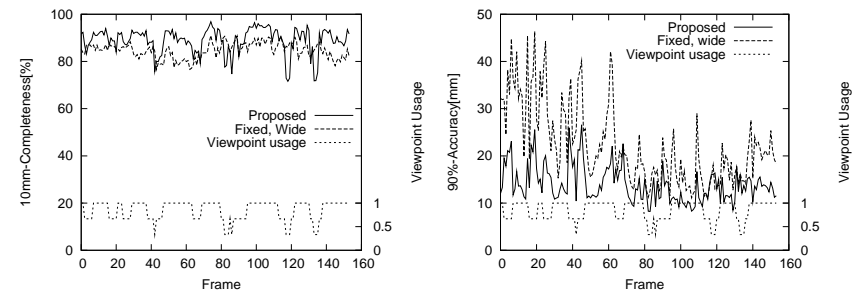 100
80
60
40
20
0
10mm-Completeness[%]
Proposed
Fixed, Wide
Viewpoint usage
1
0.5
0
Viewpoint Usage
0 20 40 60 80 100 120 140 160
Frame
50
40
30
20
10
0
90%-Accuracy[mm]
Proposed
Fixed, wide
Viewpoint usage
1
0.5
0
Viewpoint Usage
0 20 40 60 80 100 120 140 160
Frame